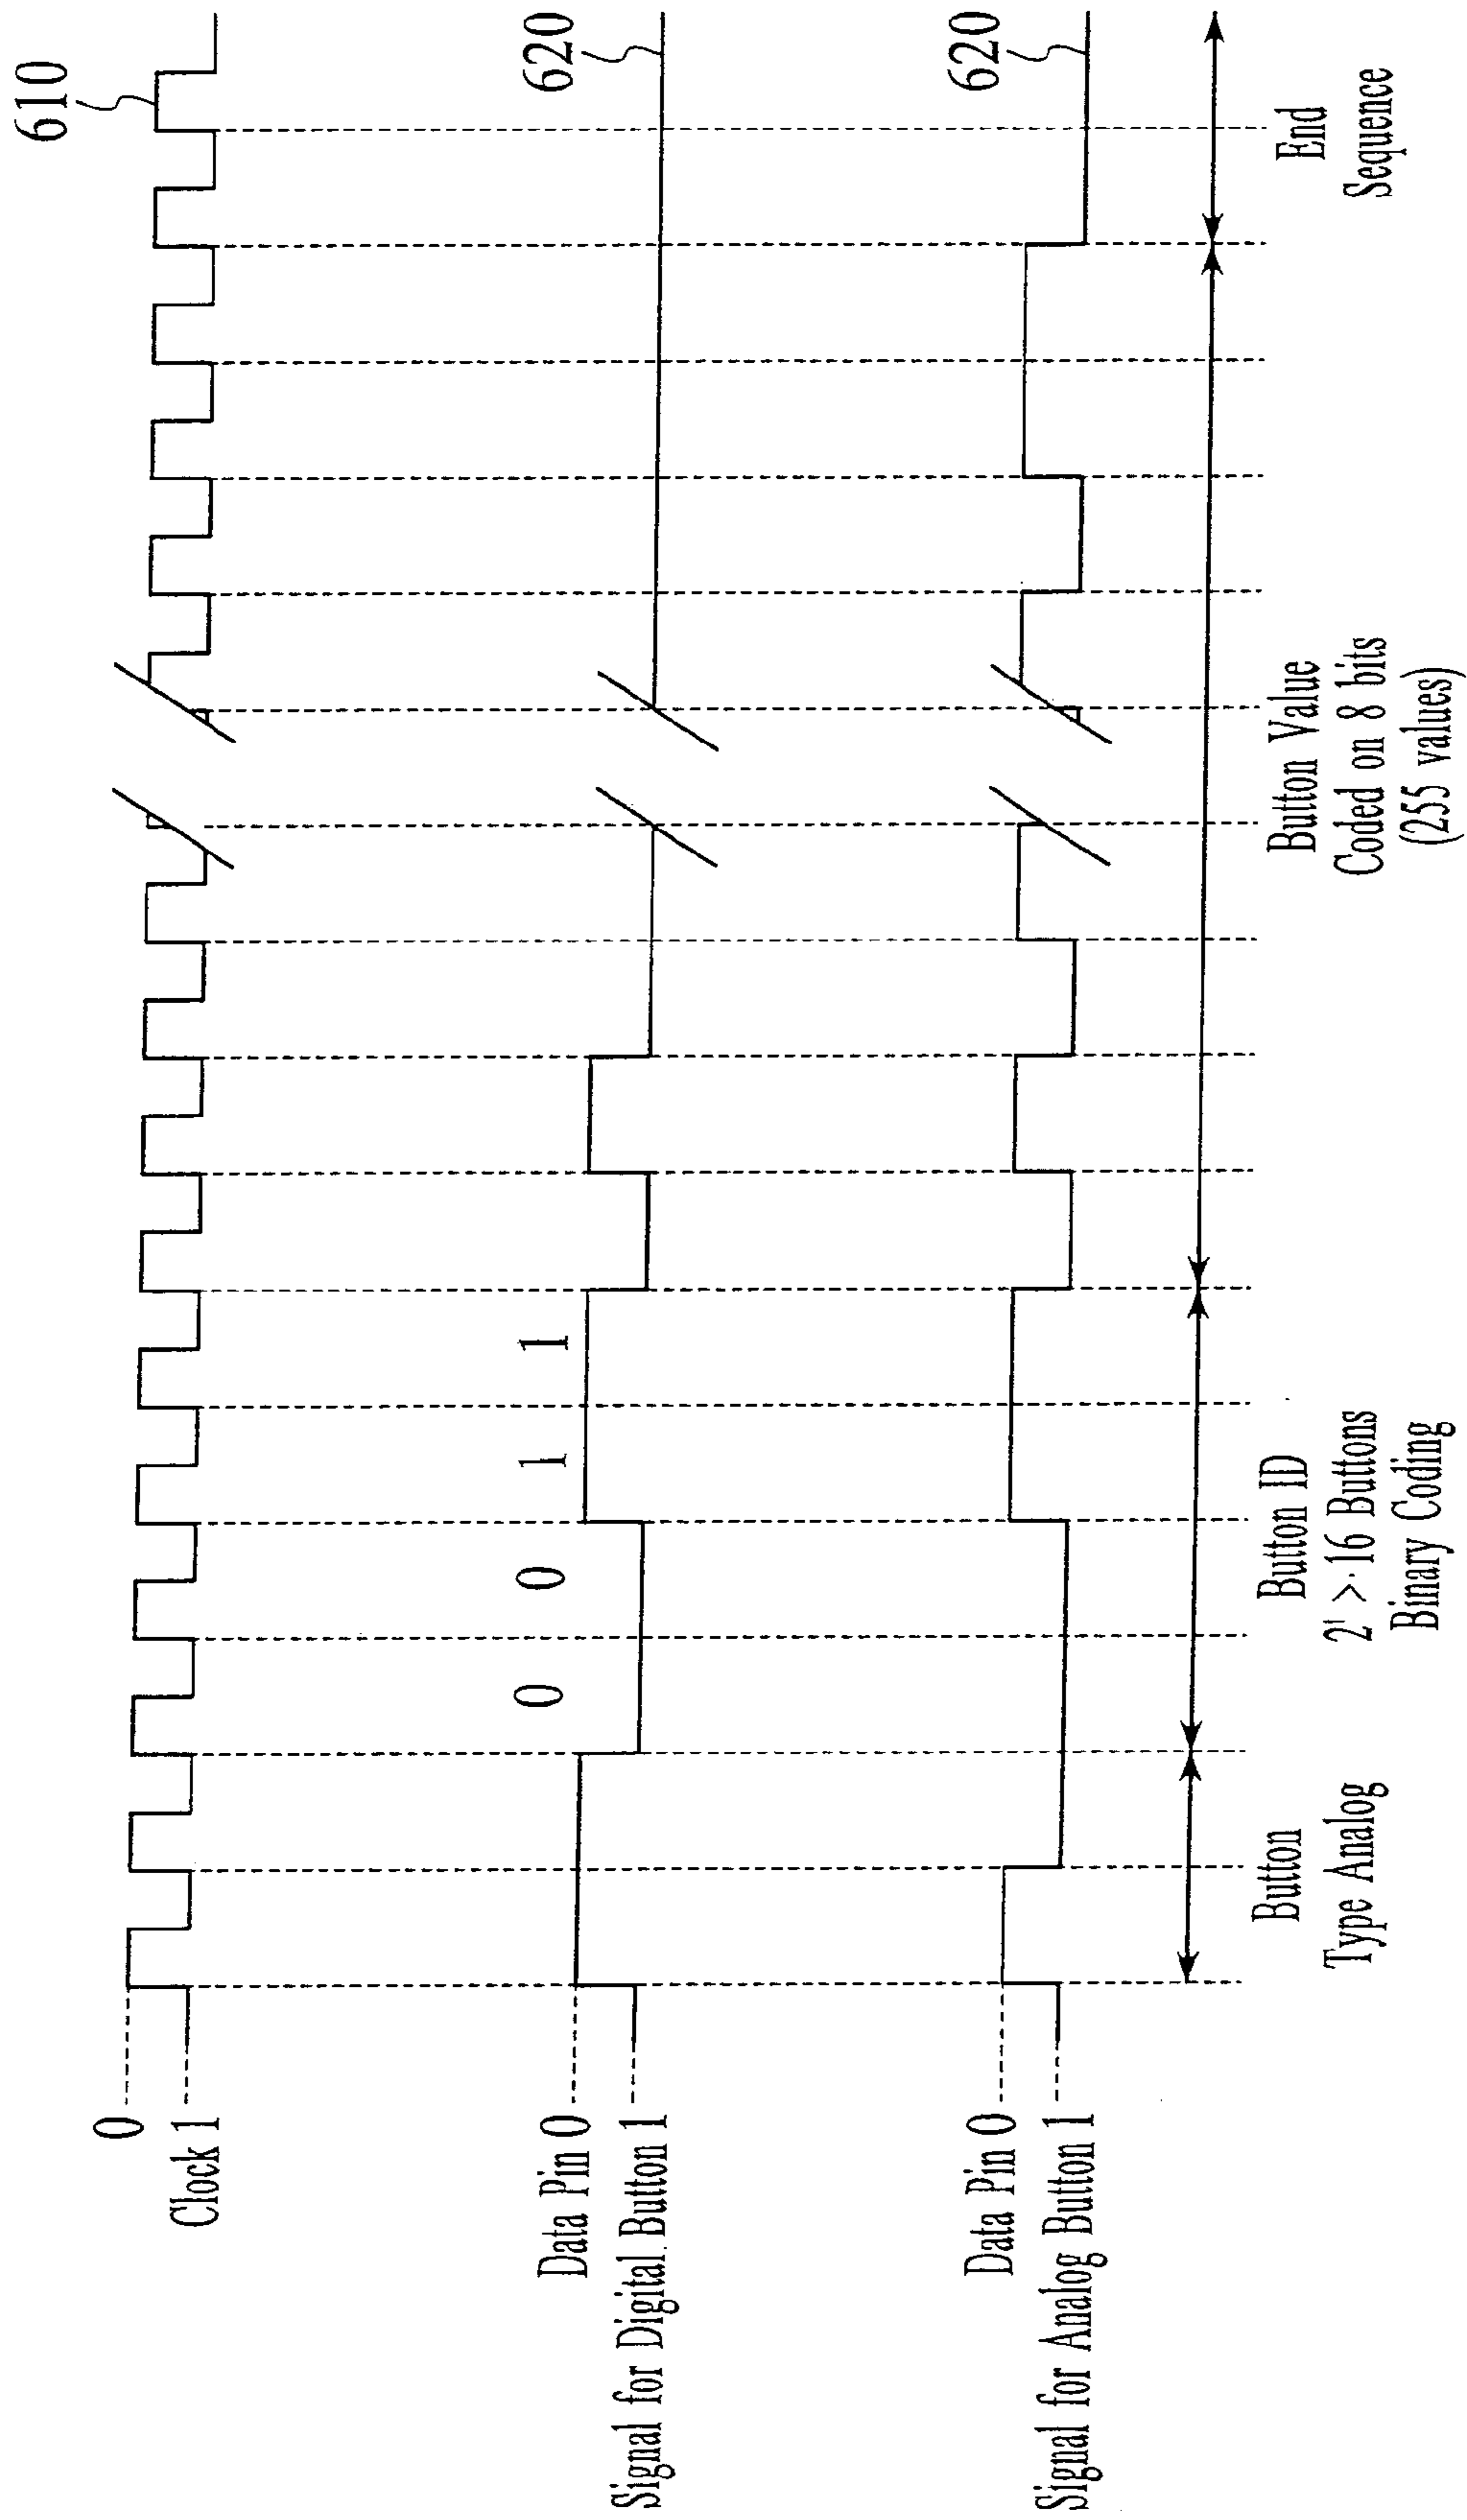 610
0
Clock 1
620
0 0 1 1
Data Pin 0
Signal for Digital. Button 1
620
Data Pin 0
Signal for Analog Button 1
Button
Type Analog
Button ID
2' > 16 Buttons
Binary Coding
Button Value
Coded on 8 bits
(255 values)
End
Sequence